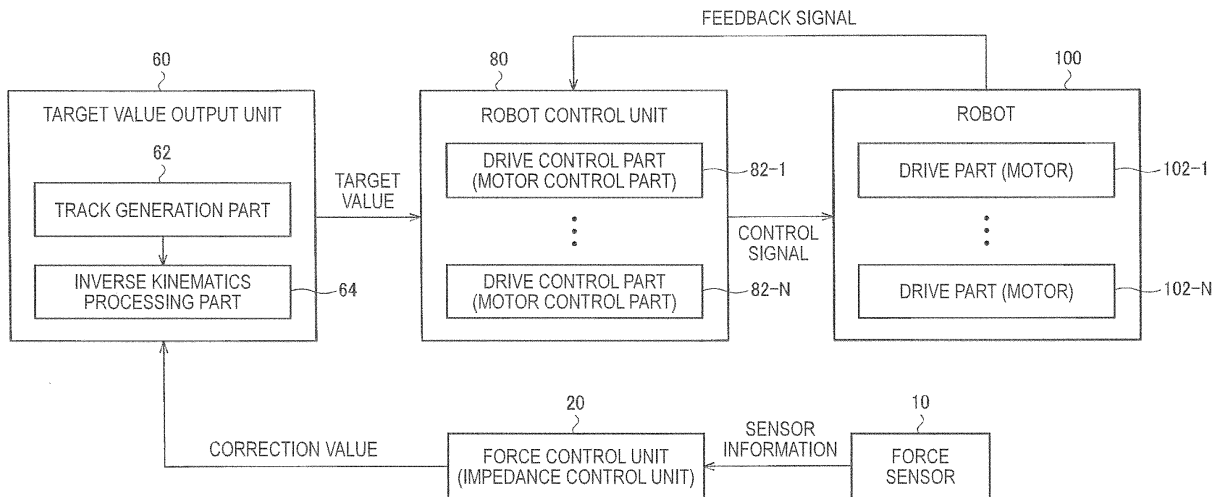 FEEDBACK SIGNAL
60
80
100
TARGET VALUE OUTPUT UNIT
ROBOT CONTROL UNIT
ROBOT
62
TRACK GENERATION PART
INVERSE KINEMATICS
PROCESSING PART
64
TARGET
VALUE
DRIVE CONTROL PART
(MOTOR CONTROL PART)
82-1
DRIVE CONTROL PART
(MOTOR CONTROL PART)
82-N
CONTROL
SIGNAL
DRIVE PART (MOTOR)
102-1
DRIVE PART (MOTOR)
102-N
CORRECTION VALUE
20
FORCE CONTROL UNIT
(IMPEDANCE CONTROL UNIT)
SENSOR
INFORMATION
10
FORCE
SENSOR